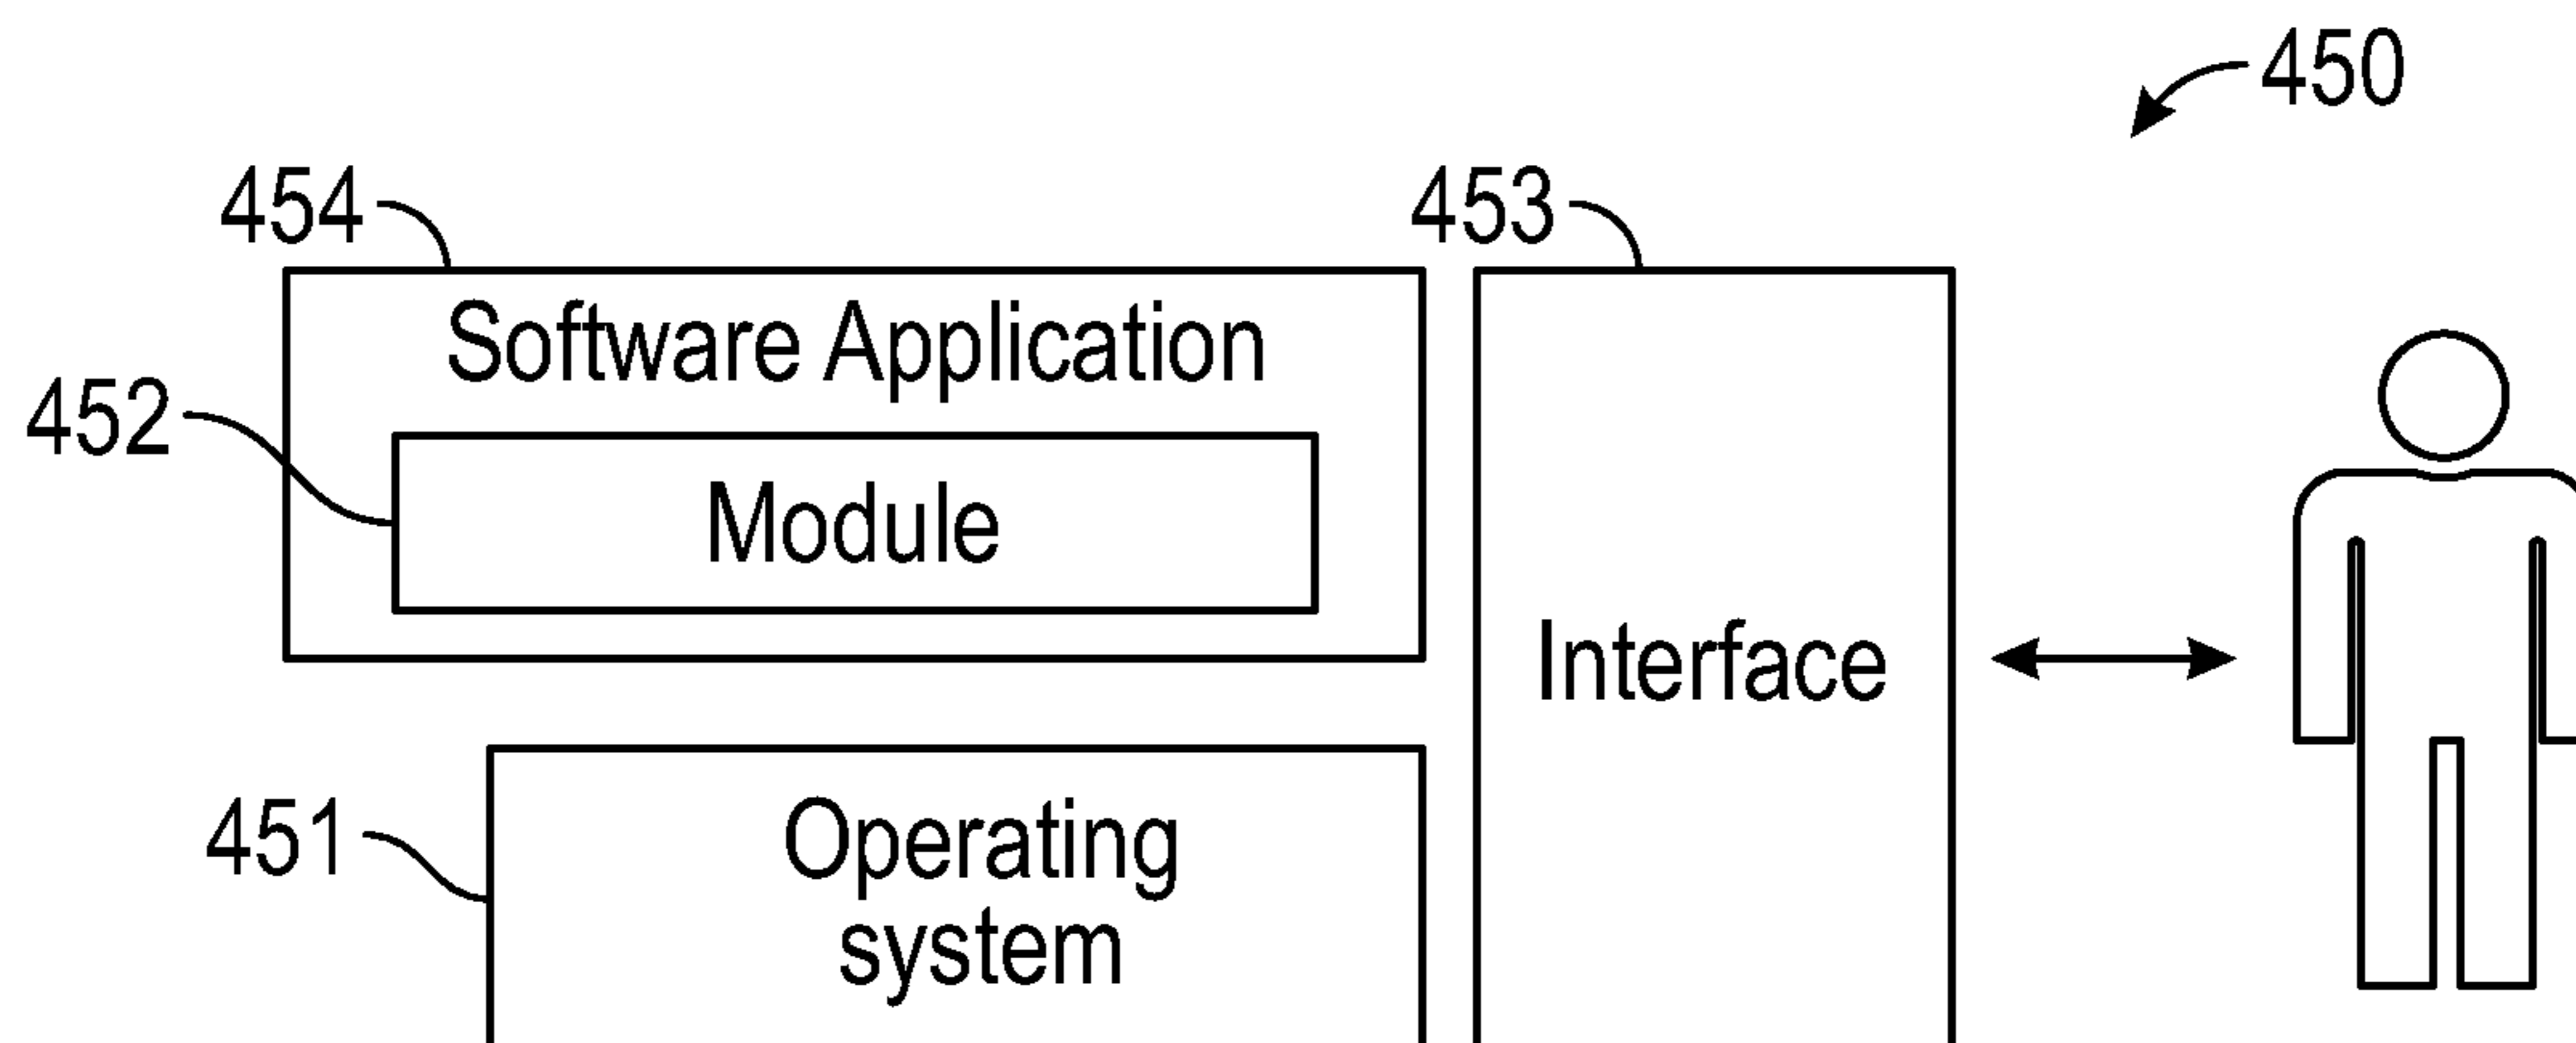 450
454
453
Software Application
452
Module
Interface
451
Operating
system